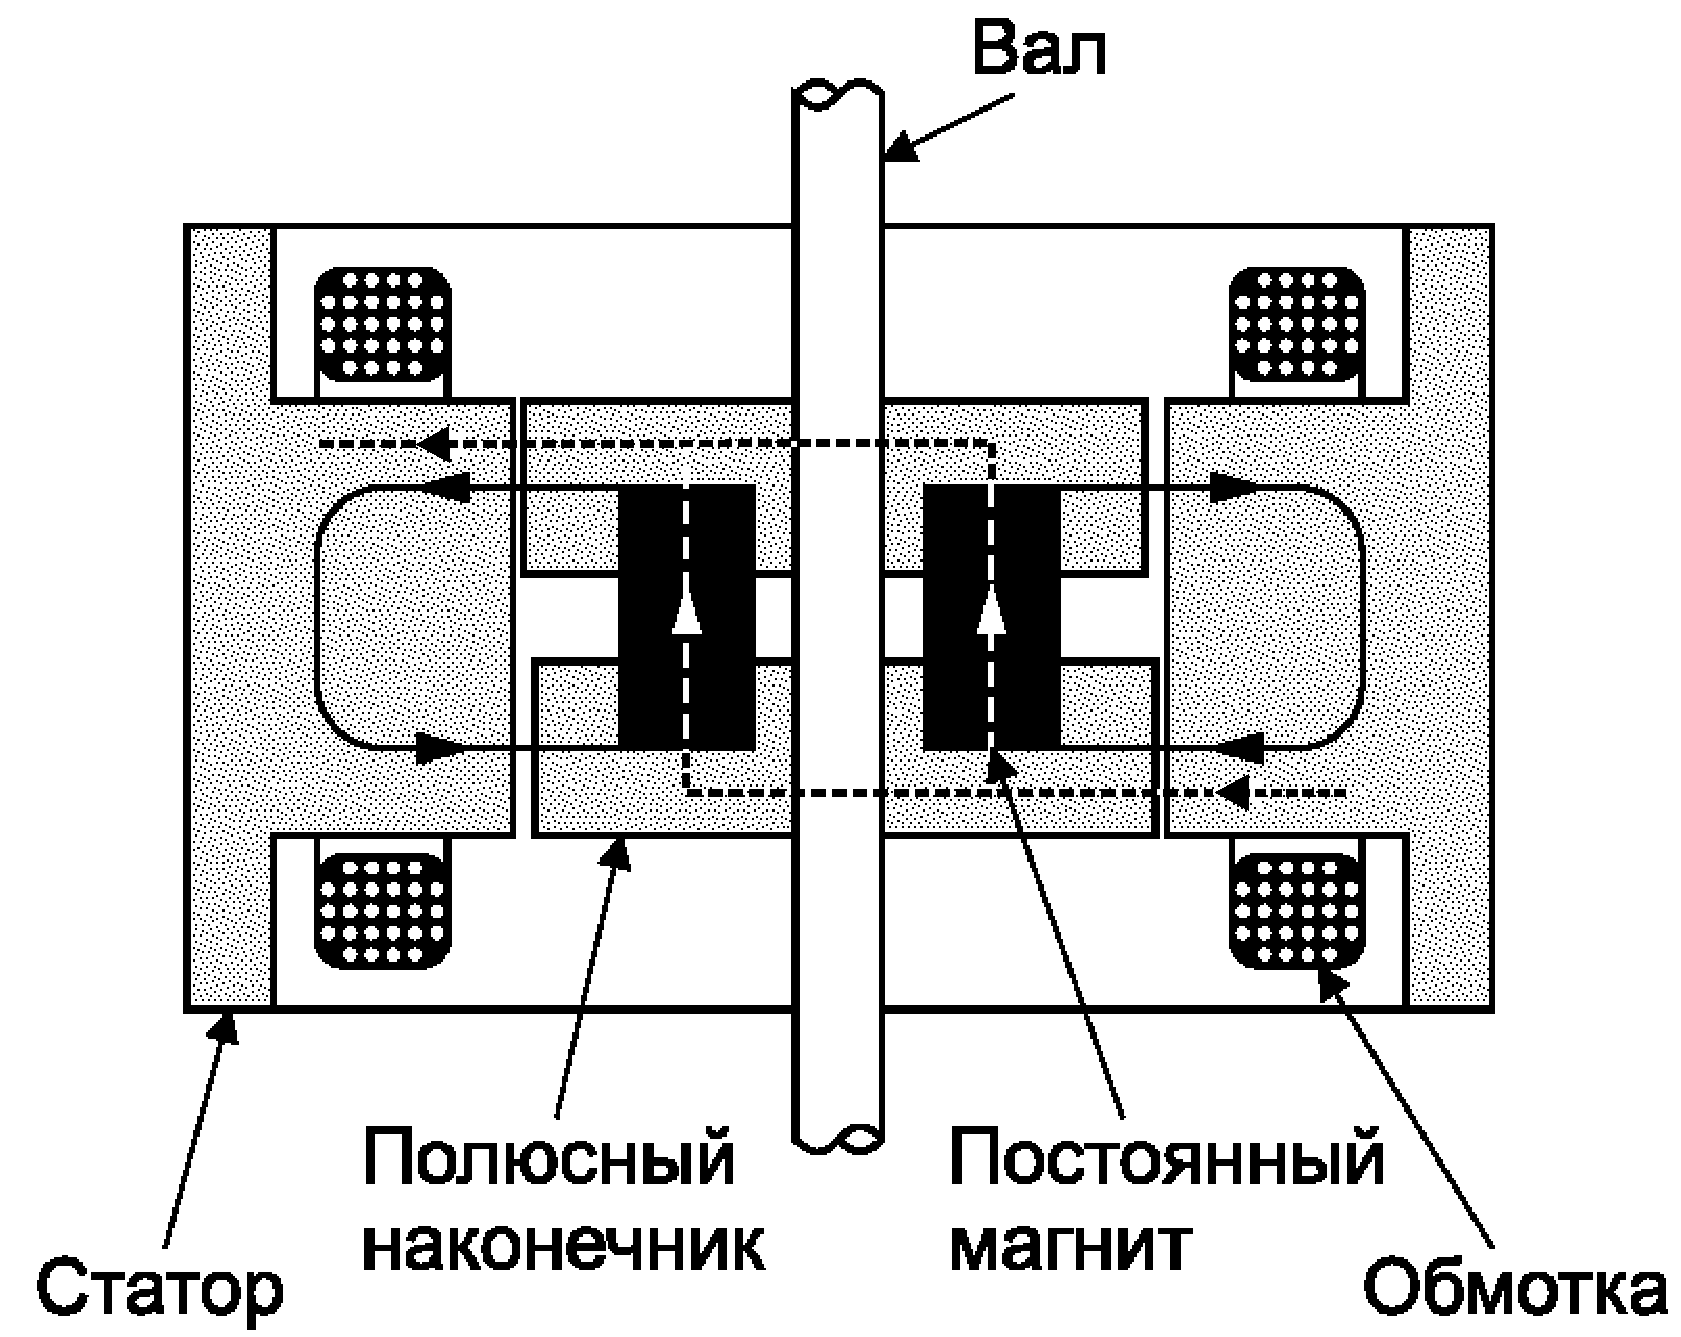 Вал
Полюсный
наконечник
Постоянный
магнит
Статор
Обмотка